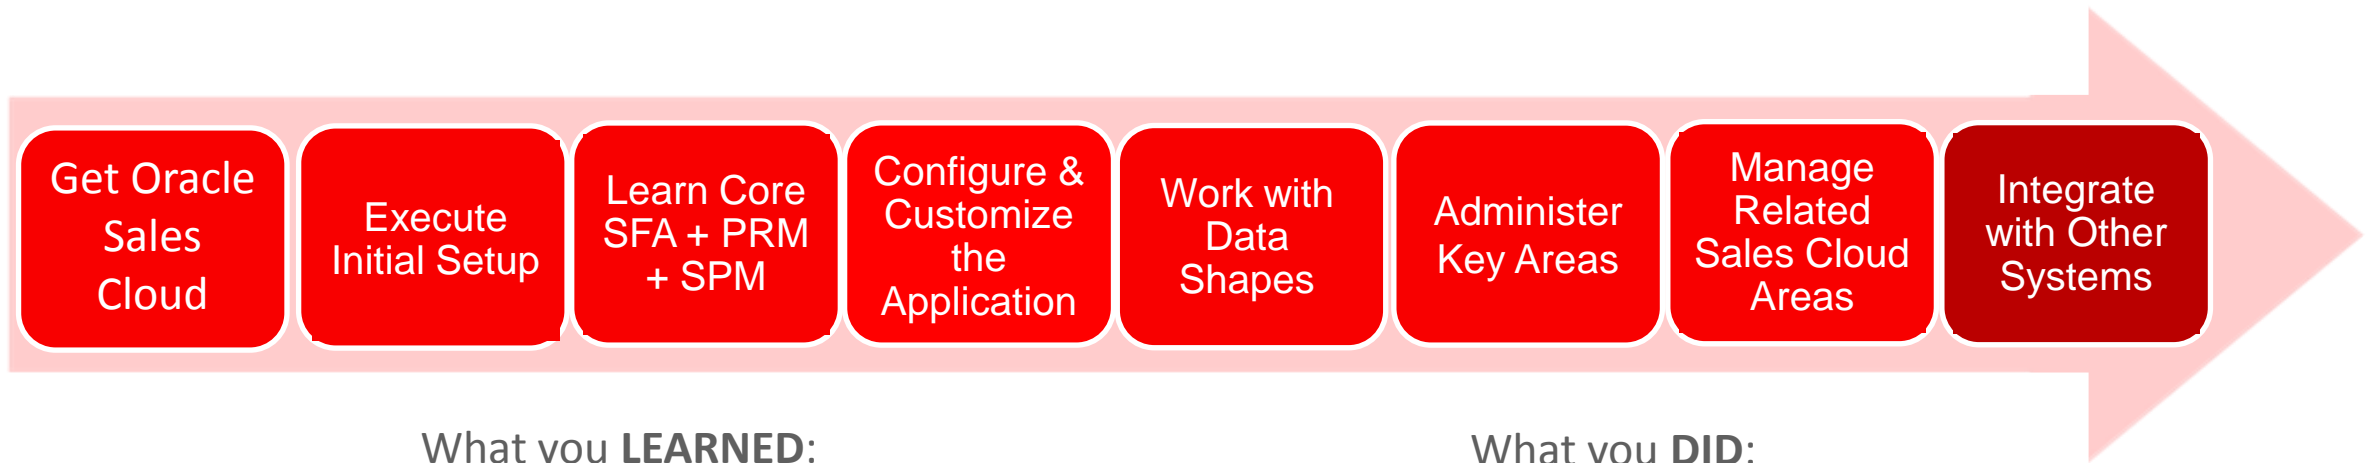 Get Oracle
Sales
Cloud
Execute
Initial Setup
Learn Core
SFA + PRM
+ SPM
Configure &
Customize
the
Application
Work with
Data
Shapes
Administer
Key Areas
Manage
Related
Sales Cloud
Areas
Integrate
with Other
Systems
What you LEARNED:
What you DID: